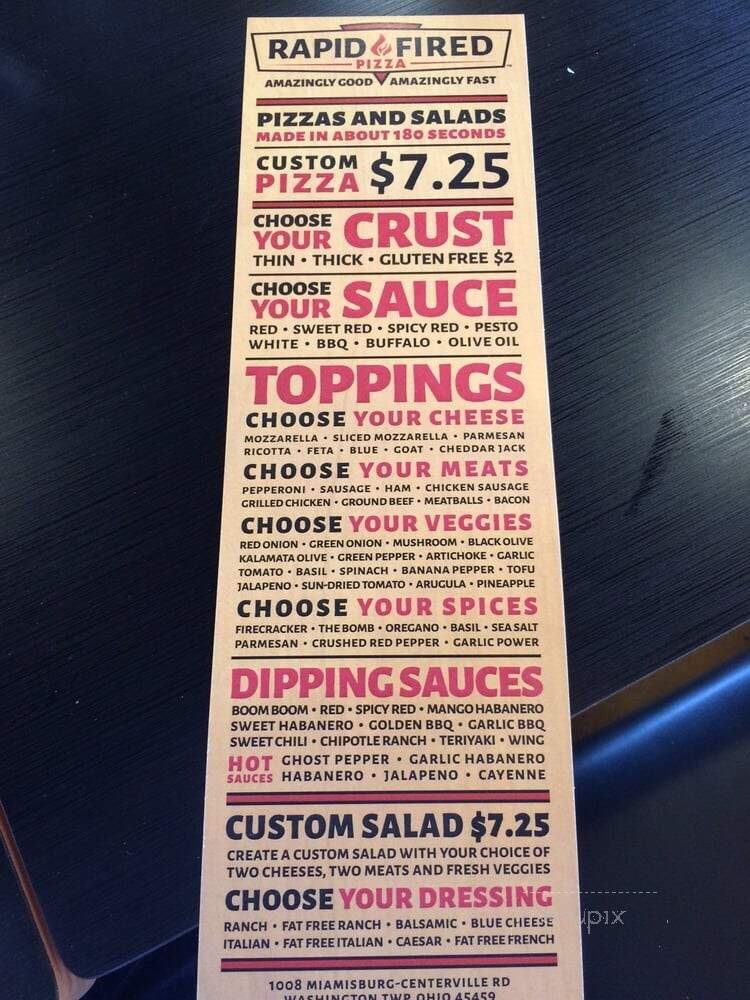 RAPID FIRED
PIZZA
AMAZINGLY GOOD AMAZINGLY FAST
PIZZAS AND SALADS
MADE IN ABOUT 180 SECONDS
CUSTOM PIZZA $7.25
CHOOSE YOUR CRUST
THIN • THICK • GLUTEN FREE $2
CHOOSE YOUR SAUCE
RED • SWEET RED • SPICY RED • PESTO
WHITE • BBQ • BUFFALO • OLIVE OIL
TOPPINGS
CHOOSE YOUR CHEESE
MOZZARELLA • SLICED MOZZARELLA • PARMESAN
RICOTTA • FETA • BLUE • GOAT • CHEDDAR JACK
CHOOSE YOUR MEATS
PEPPERONI • SAUSAGE • HAM • CHICKEN SAUSAGE
GRILLED CHICKEN • GROUND BEEF • MEATBALLS • BACON
CHOOSE YOUR VEGGIES
RED ONION • GREEN ONION • MUSHROOM • BLACK OLIVE
KALAMATA OLIVE • GREEN PEPPER • ARTICHOKE • GARLIC
TOMATO • BASIL • SPINACH • BANANA PEPPER • TOFU
JALAPENO • SUN-DRIED TOMATO • ARUGULA • PINEAPPLE
CHOOSE YOUR SPICES
FIRECRACKER • THE BOMB • OREGANO • BASIL • SEA SALT
PARMESAN • CRUSHED RED PEPPER • GARLIC POWER
DIPPING SAUCES
BOOM BOOM • RED • SPICY RED • MANGO HABANERO
SWEET HABANERO • GOLDEN BBQ • GARLIC BBQ
SWEET CHILI • CHIPOTLE RANCH • TERIYAKI • WING
HOT SAUCES
GHOST PEPPER • GARLIC HABANERO
HABANERO • JALAPENO • CAYENNE
CUSTOM SALAD $7.25
CREATE A CUSTOM SALAD WITH YOUR CHOICE OF
TWO CHEESES, TWO MEATS AND FRESH VEGGIES
CHOOSE YOUR DRESSING
RANCH • FAT FREE RANCH • BALSAMIC • BLUE CHEESE
ITALIAN • FAT FREE ITALIAN • CAESAR • FAT FREE FRENCH
1008 MIAMISBURG-CENTERVILLE RD
WASHINGTON TWP, OHIO 45459